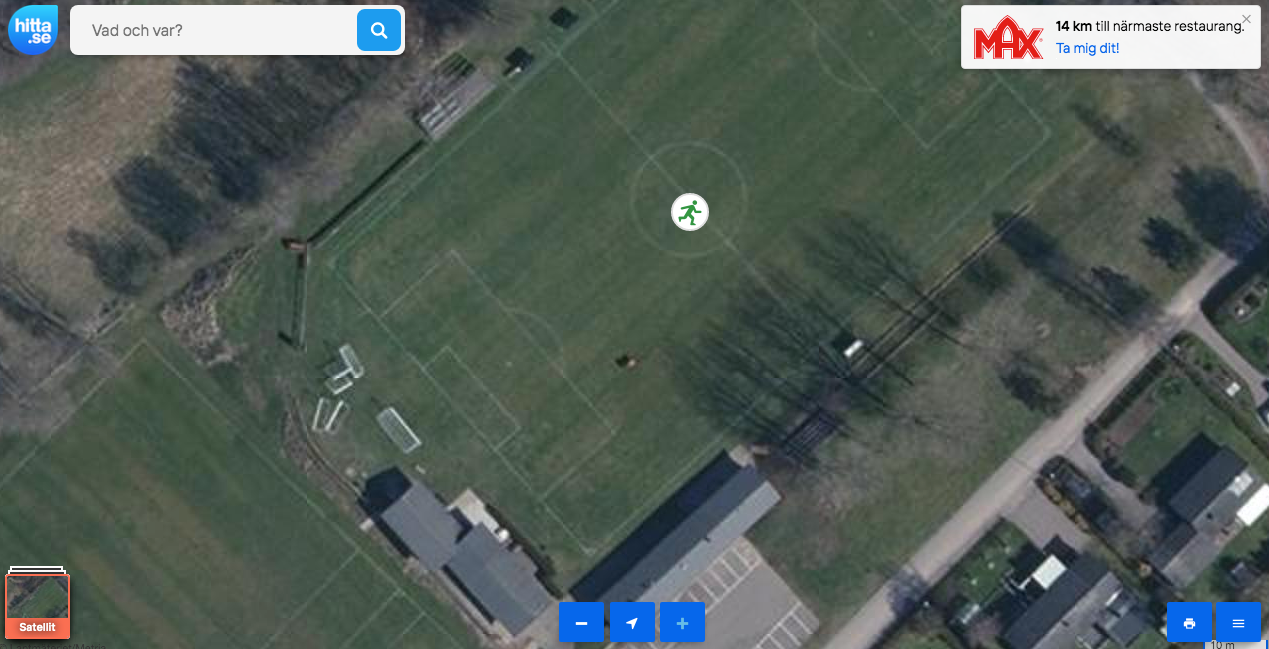 hitta
.se
Vad och var?
MAX
14 km till närmaste restaurang.
Ta mig dit!
Satellit
10 m